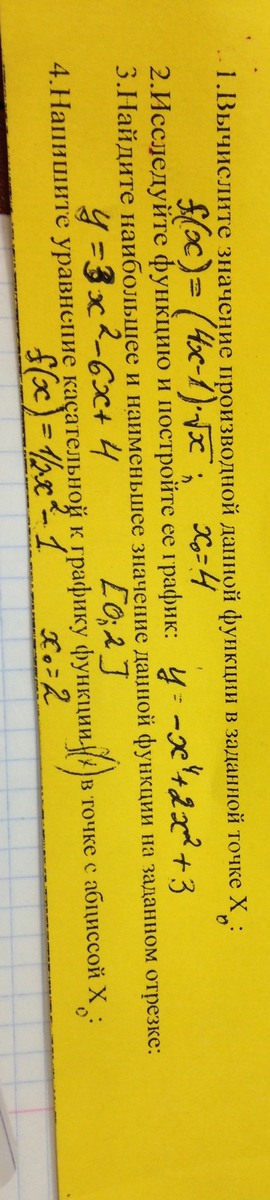 1.Вычислите значение производной данной функции в заданной точке X₀:
f(x) = (4x-1)·√x ; x₀=4
2.Исследуйте функцию и постройте ее график: y = -x⁴+2x²+3
3.Найдите наибольшее и наименьшее значение данной функции на заданном отрезке:
y = 3x²-6x+4 [0;2]
4.Напишите уравнение касательной к графику функции f(x) в точке с абциссой X₀:
f(x) = 1/2x²-1 x₀=2